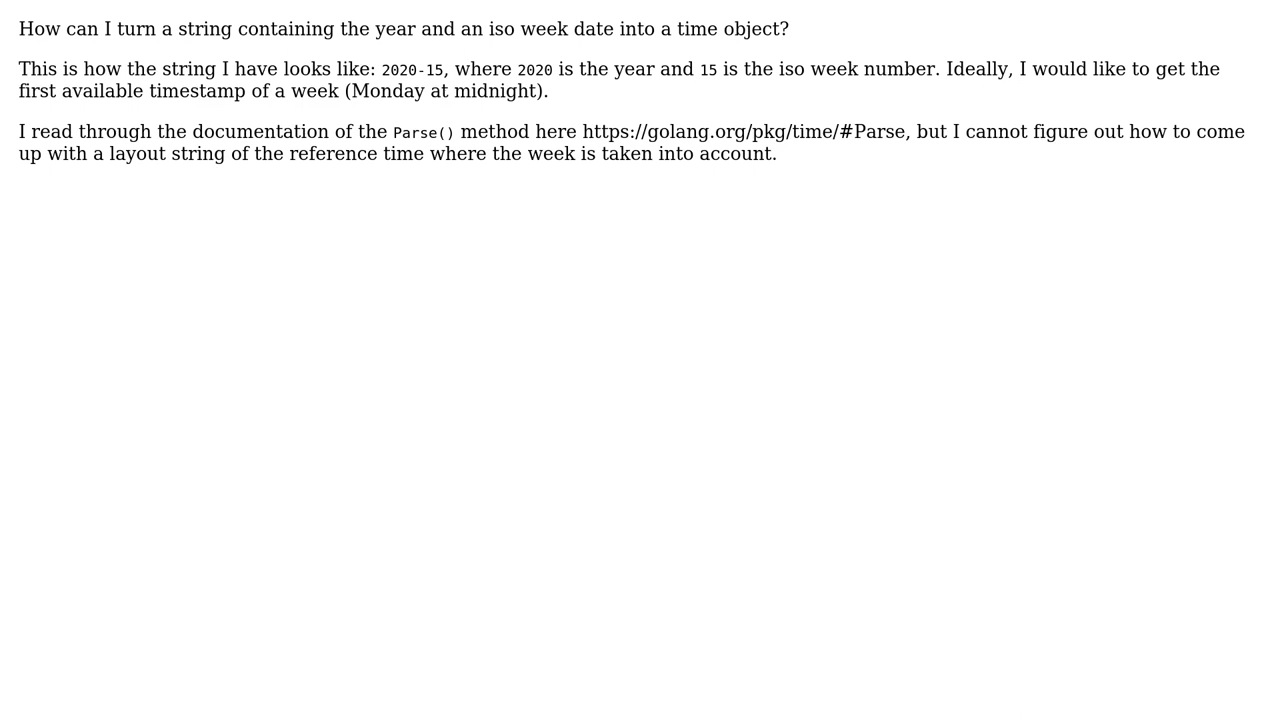 How can I turn a string containing the year and an iso week date into a time object?
This is how the string I have looks like: 2020-15, where 2020 is the year and 15 is the iso week number. Ideally, I would like to get the
first available timestamp of a week (Monday at midnight).
I read through the documentation of the Parse() method here https://golang.org/pkg/time/#Parse, but I cannot figure out how to come
up with a layout string of the reference time where the week is taken into account.